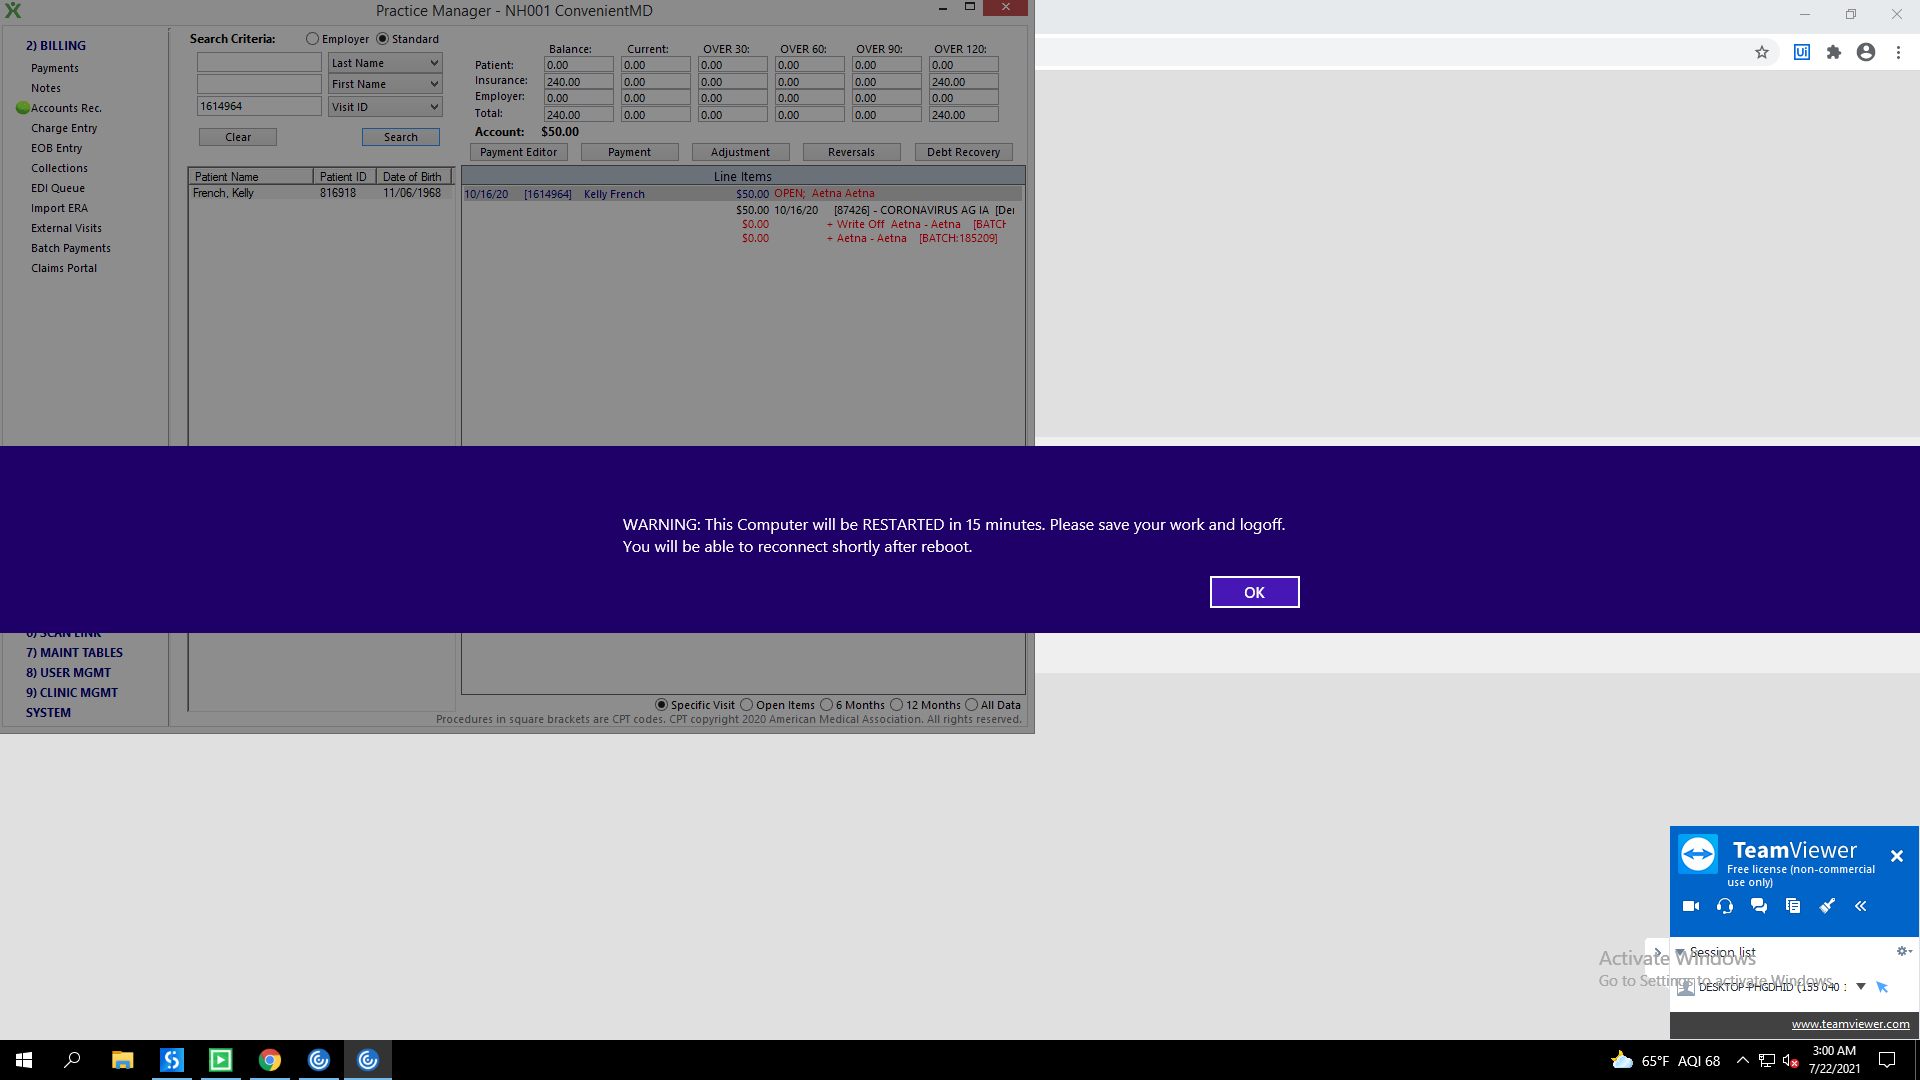 Practice Manager - NH001 ConvenientMD
2) BILLING
Payments
Notes
Accounts Rec.
Charge Entry
EOB Entry
Collections
EDI Queue
Import ERA
External Visits
Batch Payments
Claims Portal
7) MAINT TABLES
8) USER MGMT
9) CLINIC MGMT
SYSTEM
Search Criteria: Employer Standard
Last Name
First Name
1614964 Visit ID
Clear Search
Balance: Current: OVER 30: OVER 60: OVER 90: OVER 120:
Patient: 0.00 0.00 0.00 0.00 0.00 0.00
Insurance: 240.00 0.00 0.00 0.00 0.00 240.00
Employer: 0.00 0.00 0.00 0.00 0.00 0.00
Total: 240.00 0.00 0.00 0.00 0.00 240.00
Account: $50.00
Payment Editor Payment Adjustment Reversals Debt Recovery
Patient Name Patient ID Date of Birth
French, Kelly 816918 11/06/1968
Line Items
10/16/20 [1614964] Kelly French $50.00 OPEN; Aetna Aetna
$50.00 10/16/20 [87426] - CORONAVIRUS AG IA
$0.00 + Write Off Aetna - Aetna [BATCH
$0.00 + Aetna - Aetna [BATCH:185209]
WARNING: This Computer will be RESTARTED in 15 minutes. Please save your work and logoff.
You will be able to reconnect shortly after reboot.
OK
Specific Visit Open Items 6 Months 12 Months All Data
Procedures in square brackets are CPT codes. CPT copyright 2020 American Medical Association. All rights reserved.
Ui
TeamViewer
Free license (non-commercial
use only)
Session list
Activate Windows
Go to Settings to activate Windows.
DESKTOP-PHGDHID (155 040
www.teamviewer.com
65°F AQI 68
3:00 AM
7/22/2021